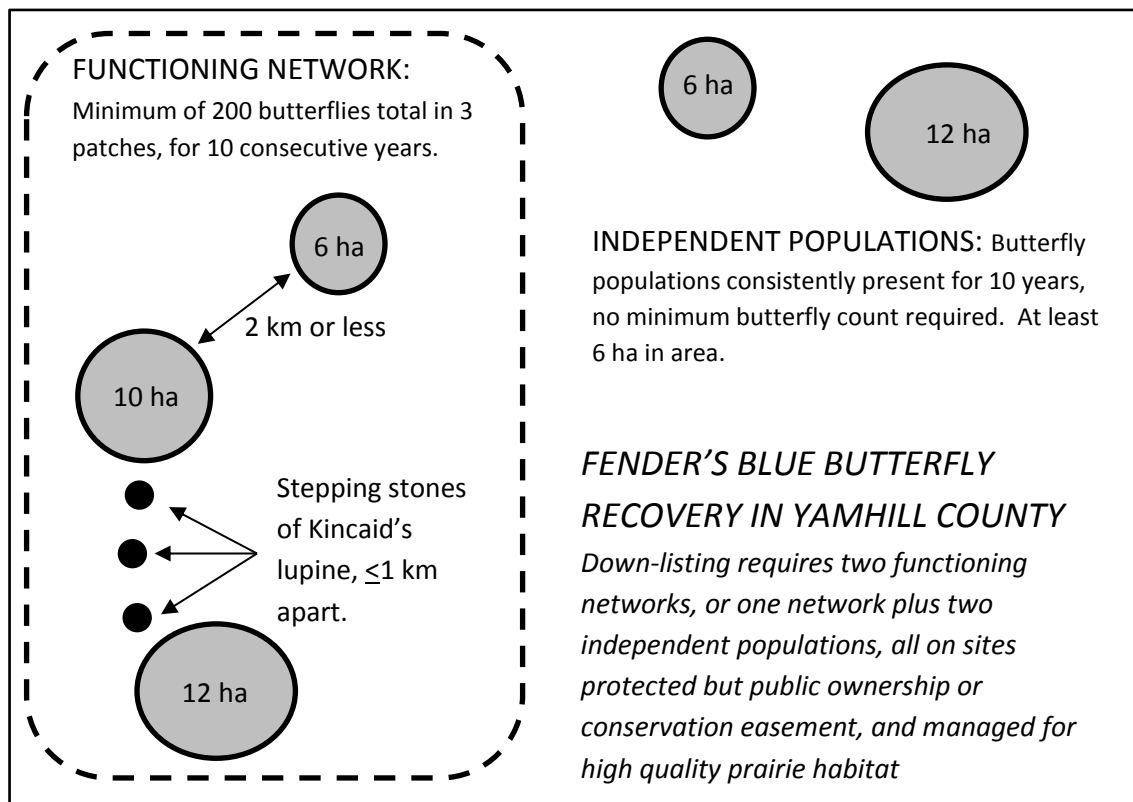 FUNCTIONING NETWORK:
Minimum of 200 butterflies total in 3
patches, for 10 consecutive years.
6 ha
2 km or less
10 ha
Stepping stones
of Kincaid’s
lupine, <1 km
apart.
12 ha
6 ha
12 ha
INDEPENDENT POPULATIONS: Butterfly
populations consistently present for 10 years,
no minimum butterfly count required.  At least
6 ha in area.
FENDER’S BLUE BUTTERFLY
RECOVERY IN YAMHILL COUNTY
Down-listing requires two functioning
networks, or one network plus two
independent populations, all on sites
protected but public ownership or
conservation easement, and managed for
high quality prairie habitat